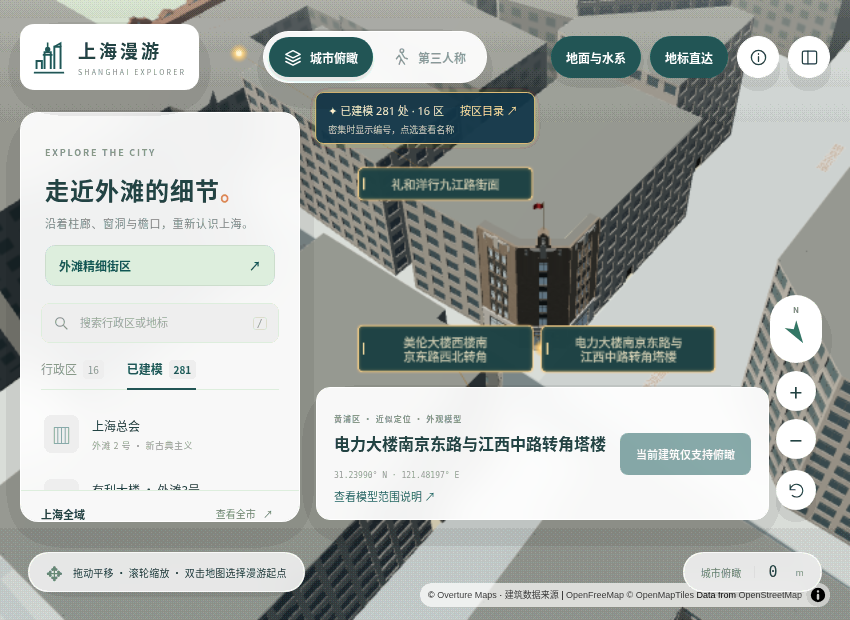 上海漫游
SHANGHAI EXPLORER
城市俯瞰
第三人称
地面与水系
地标直达
✦ 已建模 281 处 · 16 区 按区目录 ↗
密集时显示编号，点选查看名称
EXPLORE THE CITY
走近外滩的细节。
沿着柱廊、窗洞与檐口，重新认识上海。
外滩精细街区 ↗
搜索行政区或地标 /
行政区 16 已建模 281
上海总会
外滩 2 号 · 新古典主义
有利大楼 · 外滩3号
上海全域 查看全市 ↗
礼和洋行九江路街面
美伦大楼西楼南
京东路西北转角
电力大楼南京东路与
江西中路转角塔楼
黄浦区 · 近似定位 · 外观模型
电力大楼南京东路与江西中路转角塔楼
当前建筑仅支持俯瞰
31.23990° N · 121.48197° E
查看模型范围说明 ↗
N
拖动平移 · 滚轮缩放 · 双击地图选择漫游起点
城市俯瞰 0 m
© Overture Maps · 建筑数据来源 | OpenFreeMap © OpenMapTiles Data from OpenStreetMap